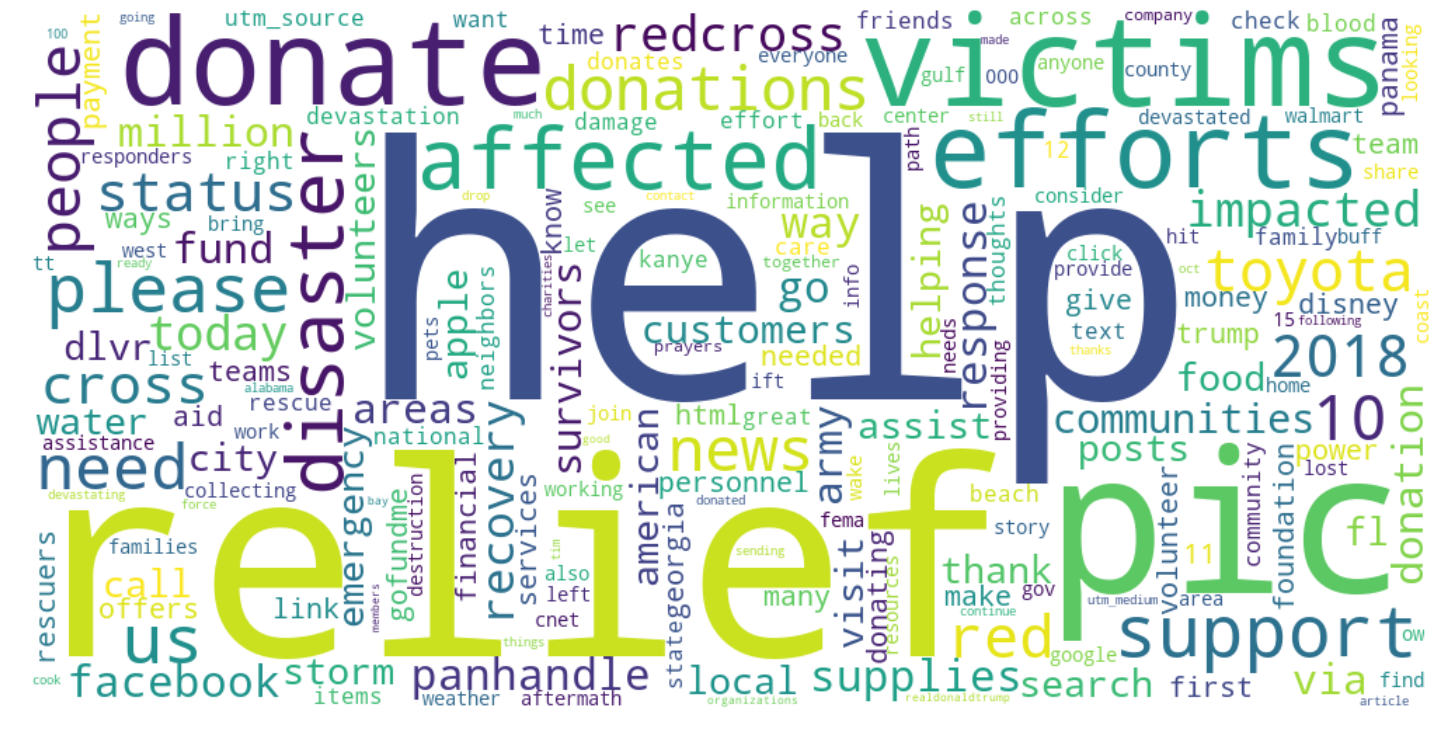 100
going
utm_source
want
time
redcross
friends
across
company
check
blood
people
payment
donate
donates
everyone
victims
made
gulf
000
anyone
county
panama
looking
donations
million
devastation
much
damage
effort
back
center
still
devastated
walmart
responders
right
disaster
volunteers
affected
path
efforts
12
team
share
status
ways
bring
drop
see
contact
information
consider
impacted
west
fund
know
let
kanye
way
care
together
helping
response
thoughts
hit
family
buff
tt
ready
please
help
charities
survivors
go
info
click
provide
oct
toyota
today
pets
apple
neighbors
customers
prayers
needed
needs
providing
give
text
thanks
money
disney
15
following
coast
dlvr
list
teams
alabama
ift
trump
2018
cross
rescue
areas
food
home
water
aid
work
national
join
html
great
assist
communities
10
assistance
need
city
collecting
emergency
recovery
good
american
news
army
posts
power
lost
donation
devastating
force
bay
financial
services
working
personnel
donated
wake
lives
beach
volunteer
community
foundation
relief
pic
fl
rescuers
families
gofundme
destruction
tim
sending
fema
story
11
call
offers
link
members
also
left
cnet
stategeorgia
many
visit
donating
resources
thank
make
gov
continue
utm_medium
area
us
things
red
google
support
ow
cook
facebook
storm
items
panhandle
weather
aftermath
local
organizations
supplies
realdonaldtrump
search
first
via
find
article